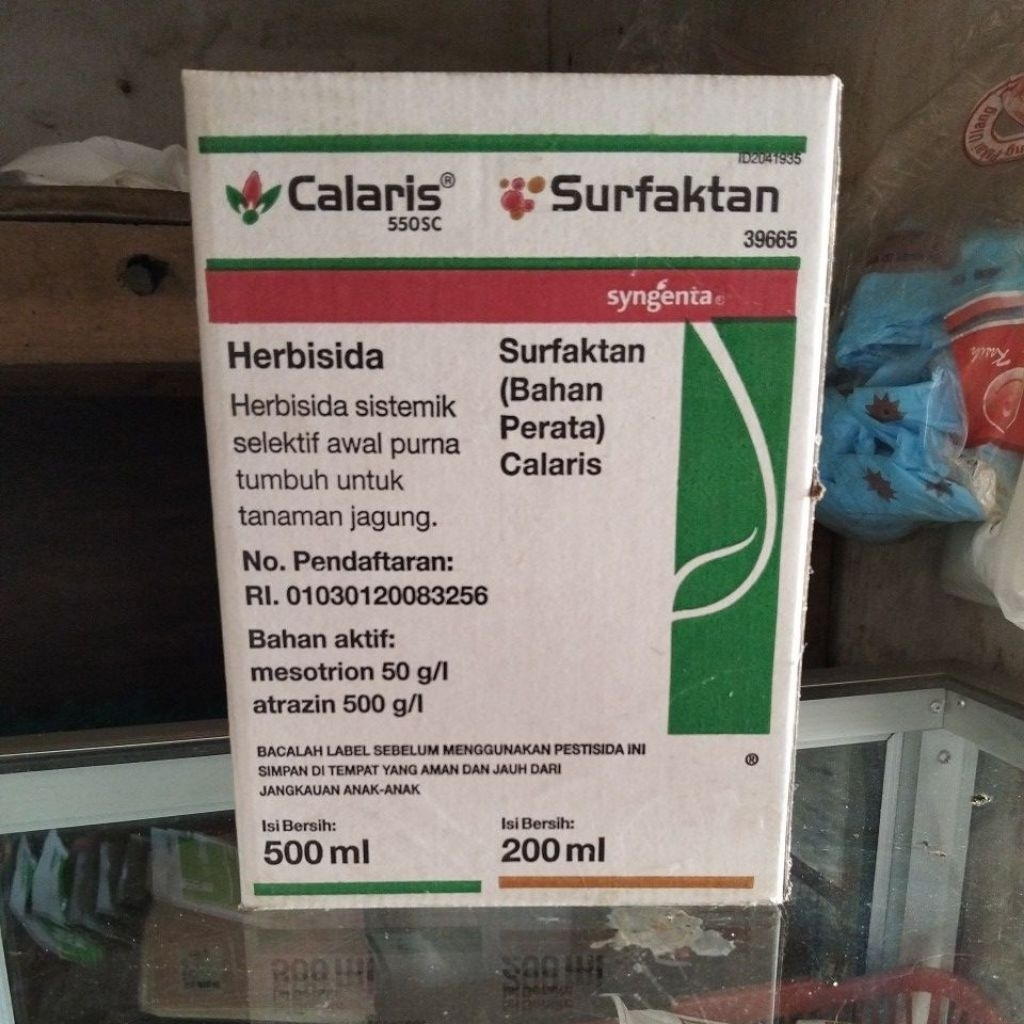 ID2041935
Calaris®
550SC
Surfaktan
39665
syngenta
Herbisida
Herbisida sistemik
selektif awal purna
tumbuh untuk
tanaman jagung.
No. Pendaftaran:
RI. 01030120083256
Bahan aktif:
mesotrion 50 g/l
atrazin 500 g/l
Surfaktan
(Bahan
Perata)
Calaris
®
BACALAH LABEL SEBELUM MENGGUNAKAN PESTISIDA INI
SIMPAN DI TEMPAT YANG AMAN DAN JAUH DARI
JANGKAUAN ANAK-ANAK
Isi Bersih:
500 ml
Isi Bersih:
200 ml